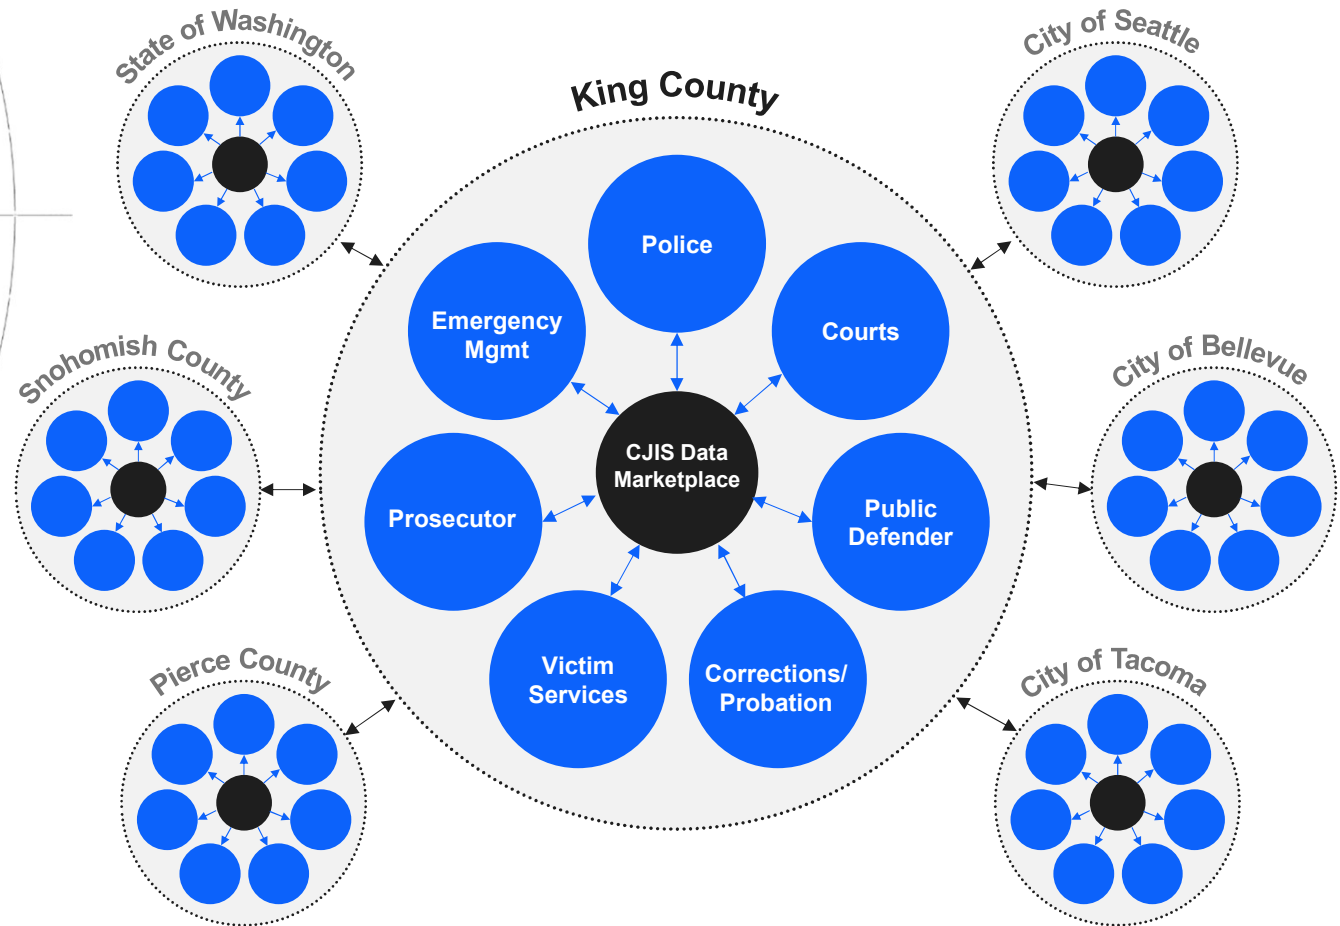 State of Washington
City of Seattle
King County
Police
Emergency
Mgmt
Courts
Snohomish County
City of Bellevue
CJIS Data
Marketplace
Prosecutor
Public
Defender
Victim
Services
Corrections/
Probation
Pierce County
City of Tacoma